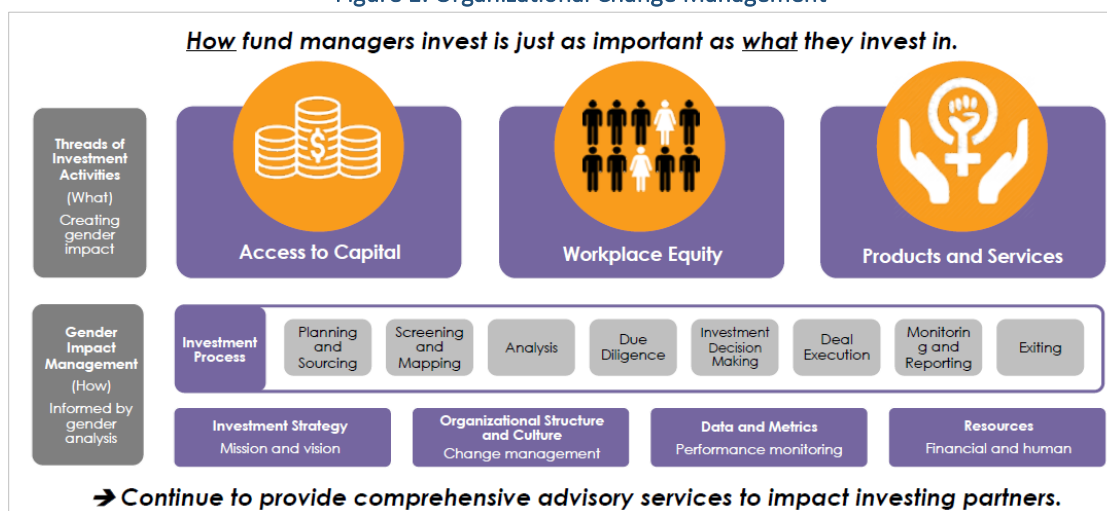 How fund managers invest is just as important as what they invest in.
Threads of
Investment
Activities
(What)
Creating
gender
impact
$
Access to Capital
Workplace Equity
Products and Services
Gender
Impact
Management
(How)
Informed by
gender
analysis
Investment
Process
Planning
and
Sourcing
Screening
and
Mapping
Analysis
Due
Diligence
Investment
Decision
Making
Deal
Execution
Monitorin
g and
Reporting
Exiting
Investment Strategy
Mission and vision
Organizational Structure
and Culture
Change management
Data and Metrics
Performance monitoring
Resources
Financial and human
➔ Continue to provide comprehensive advisory services to impact investing partners.